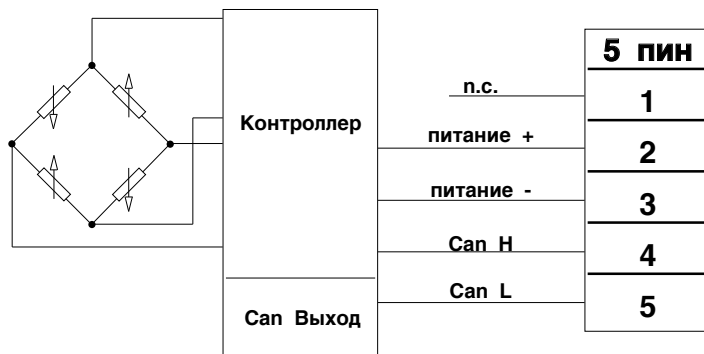 5 пин
n.c.
1
Контроллер
питание +
2
питание -
3
Can H
4
Can L
5
Can Выход